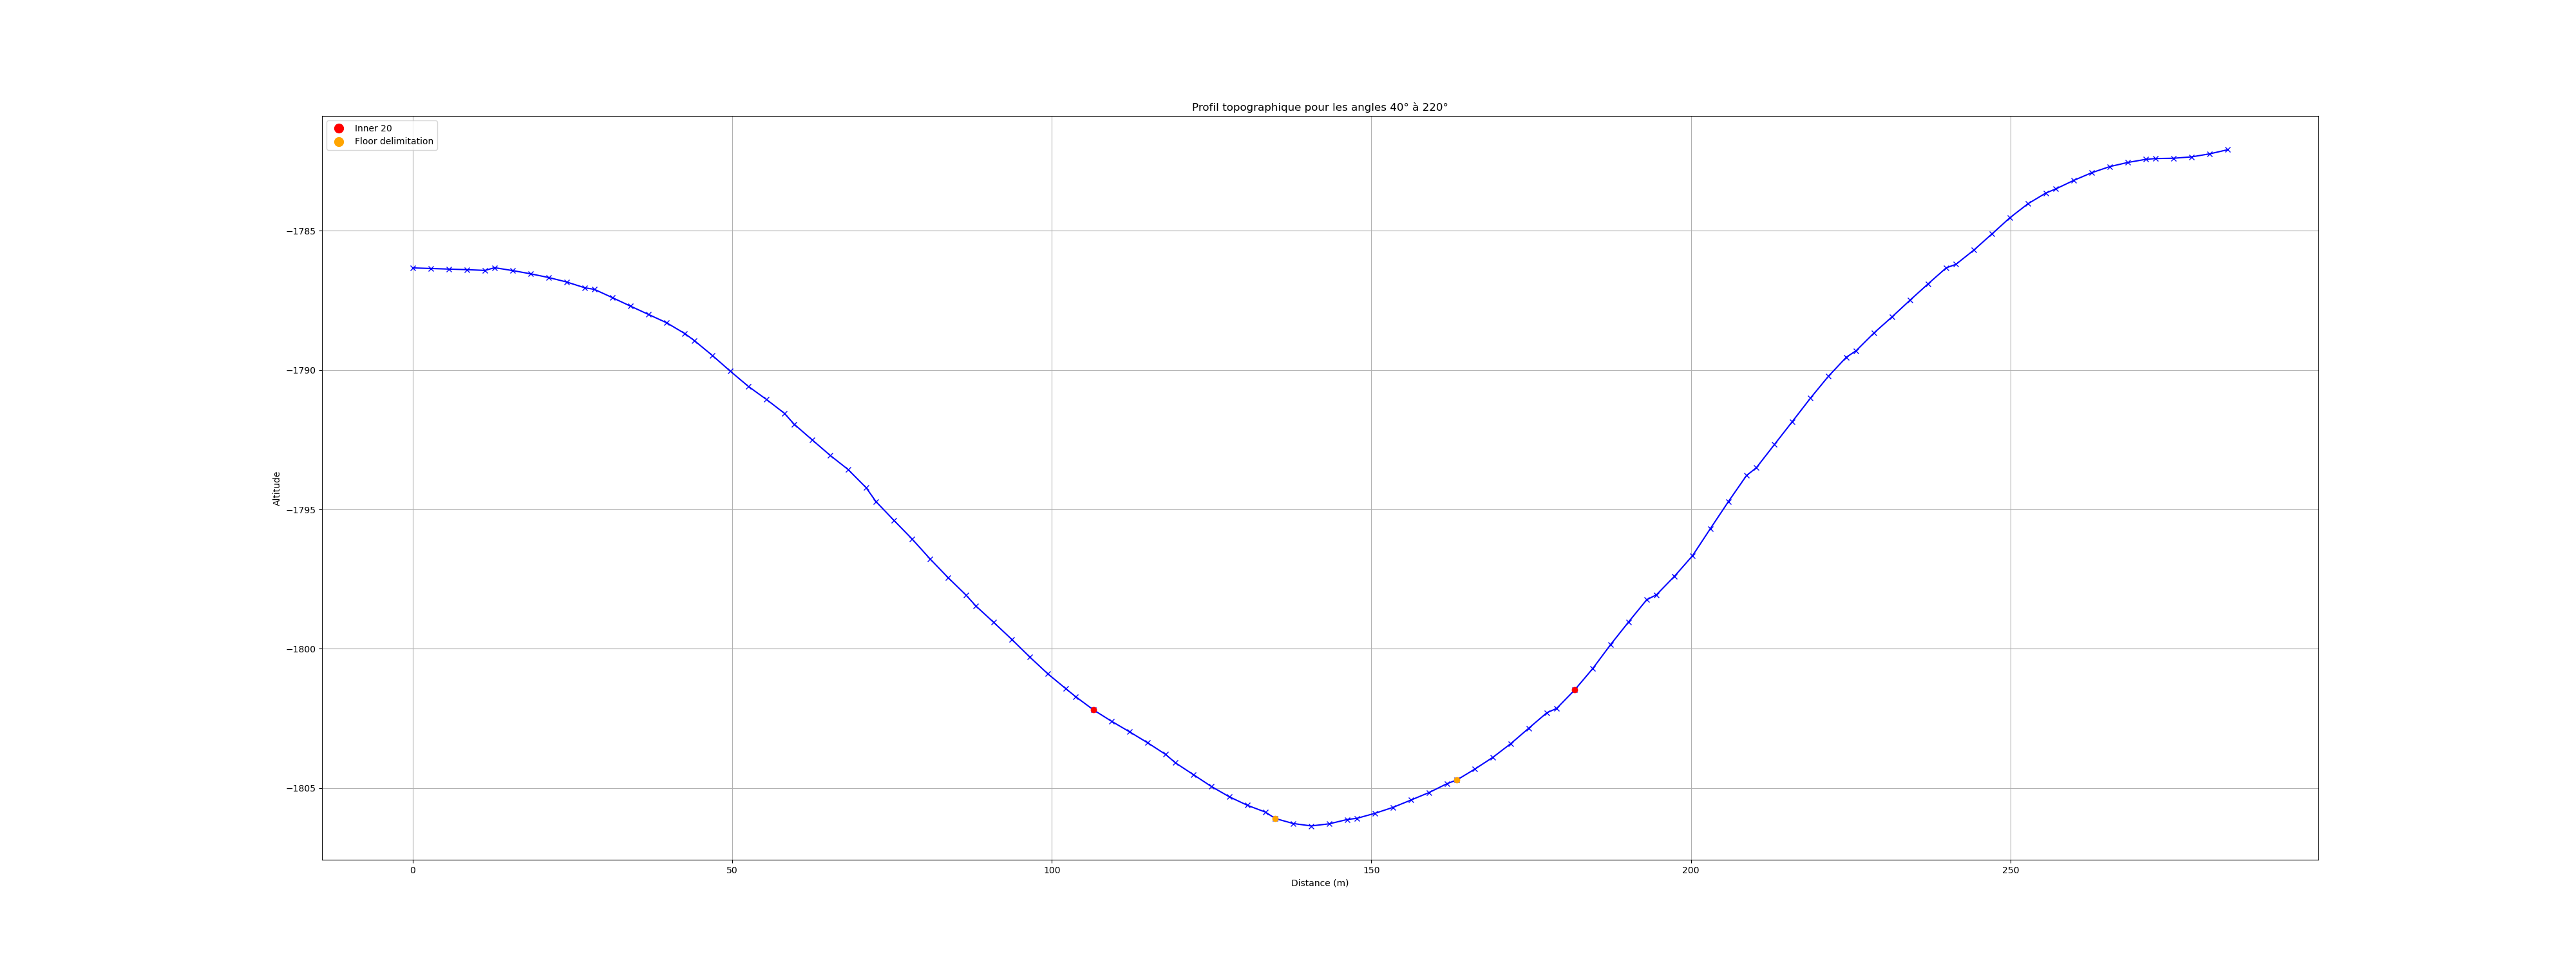 Profil topographique pour les angles 40° à 220°
Inner 20
Floor delimitation
−1785
−1790
−1795
−1800
−1805
Altitude
0 50 100 150 200 250
Distance (m)